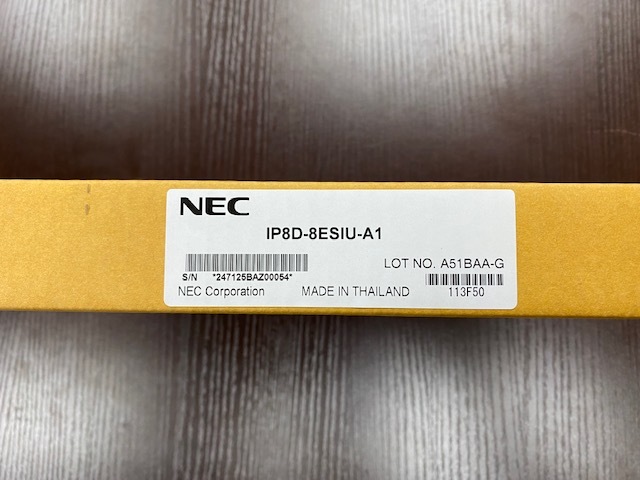 NEC
IP8D-8ESIU-A1
LOT NO. A51BAA-G
S/N *247125BAZ00054*
NEC Corporation MADE IN THAILAND 113F50